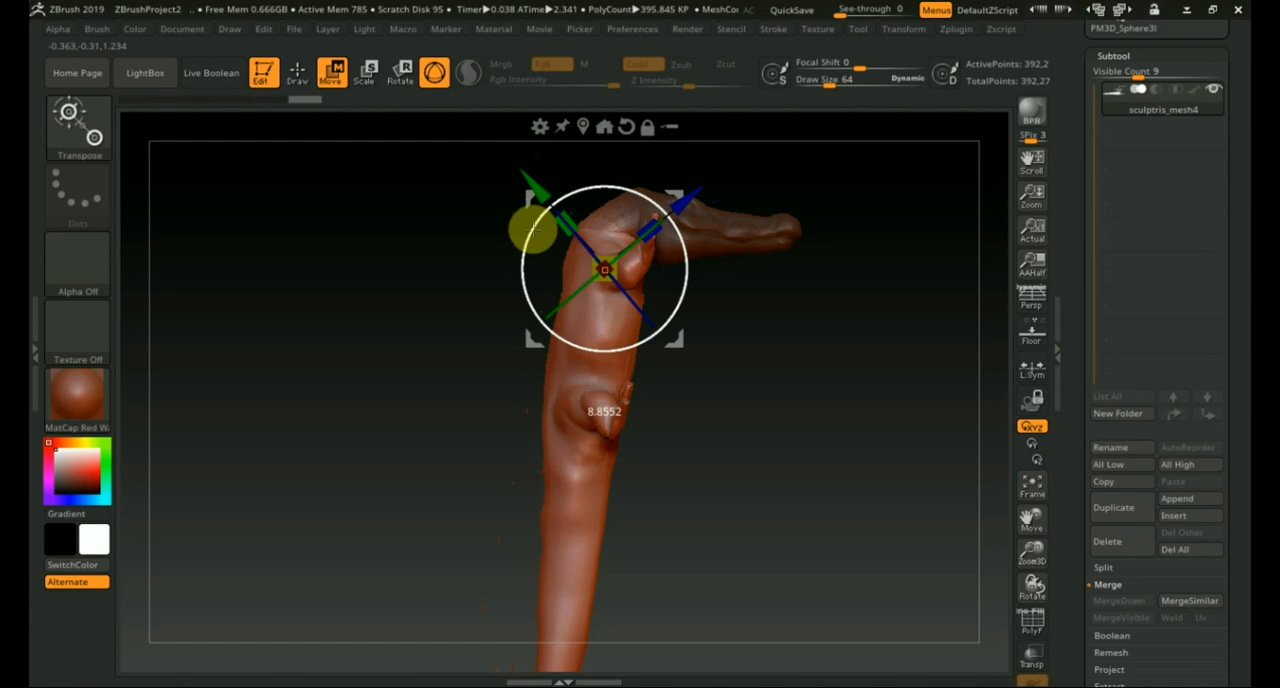 ZBrush 2019 ZBrushProject2 .. • Free Mem 0.666GB • Active Mem 785 • Scratch Disk 95 • Timer▶0.038 ATime▶2.341 • PolyCount▶395.845 KP • MeshCo AC QuickSave See-through 0 Menus DefaultZScript
Alpha Brush Color Document Draw Edit File Layer Light Macro Marker Material Movie Picker Preferences Render Stencil Stroke Texture Tool Transform Zplugin Zscript
PM3D_Sphere3I
-0.363,-0.31,1.234
Subtool
Visible Count 9
Home Page LightBox Live Boolean Edit Draw Move Scale Rotate
Mrgb Rgb M Zadd Zsub Zcut
Rgb Intensity Z Intensity
Focal Shift 0
Draw Size 64 Dynamic
ActivePoints: 392,2
TotalPoints: 392,27
S D
sculptris_mesh4
BPR
SPix 3
Scroll
Zoom
Actual
AAHalf
Dynamic
Persp
Floor
L.Sym
XYZ
Frame
Move
Zoom3D
Rotate
PolyF
Transp
Transpose
Dots
Alpha Off
Texture Off
MatCap Red W
Gradient
SwitchColor
Alternate
8.8552
List All
New Folder
Rename AutoReorder
All Low All High
Copy Paste
Duplicate Append
Insert
Delete Del Other
Del All
Split
Merge
MergeDown MergeSimilar
MergeVisible Weld Uv
Boolean
Remesh
Project
Extract